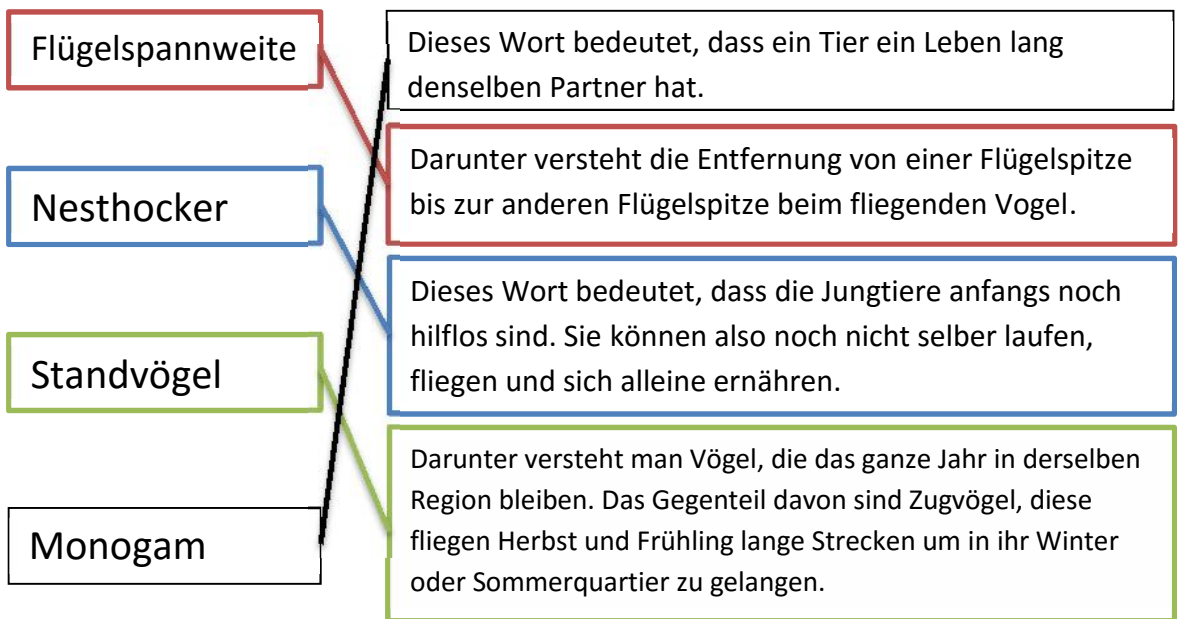 Flügelspannweite
Dieses Wort bedeutet, dass ein Tier ein Leben lang
denselben Partner hat.
Darunter versteht die Entfernung von einer Flügelspitze
bis zur anderen Flügelspitze beim fliegenden Vogel.
Nesthocker
Dieses Wort bedeutet, dass die Jungtiere anfangs noch
hilflos sind. Sie können also noch nicht selber laufen,
fliegen und sich alleine ernähren.
Standvögel
Darunter versteht man Vögel, die das ganze Jahr in derselben
Region bleiben. Das Gegenteil davon sind Zugvögel, diese
fliegen Herbst und Frühling lange Strecken um in ihr Winter
oder Sommerquartier zu gelangen.
Monogam